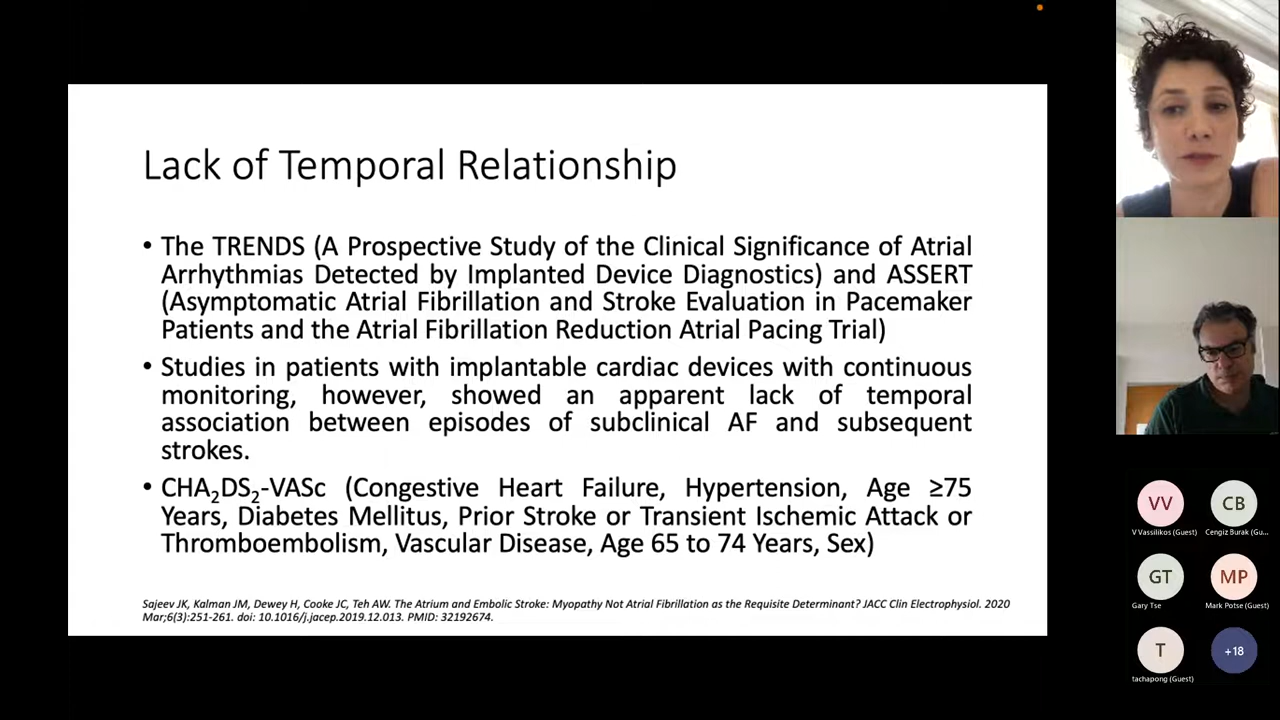 Lack of Temporal Relationship
• The TRENDS (A Prospective Study of the Clinical Significance of Atrial
Arrhythmias Detected by Implanted Device Diagnostics) and ASSERT
(Asymptomatic Atrial Fibrillation and Stroke Evaluation in Pacemaker
Patients and the Atrial Fibrillation Reduction Atrial Pacing Trial)
• Studies in patients with implantable cardiac devices with continuous
monitoring, however, showed an apparent lack of temporal
association between episodes of subclinical AF and subsequent
strokes.
• CHA₂DS₂-VASc (Congestive Heart Failure, Hypertension, Age ≥75
Years, Diabetes Mellitus, Prior Stroke or Transient Ischemic Attack or
Thromboembolism, Vascular Disease, Age 65 to 74 Years, Sex)
Sajeev JK, Kalman JM, Dewey H, Cooke JC, Teh AW. The Atrium and Embolic Stroke: Myopathy Not Atrial Fibrillation as the Requisite Determinant? JACC Clin Electrophysiol. 2020
Mar;6(3):251-261. doi: 10.1016/j.jacep.2019.12.013. PMID: 32192674.
VV CB
V Vassilikos (Guest) Cengiz Burak (Gu...
GT MP
Gary Tse Mark Potse (Guest)
T +18
tachapong (Guest)